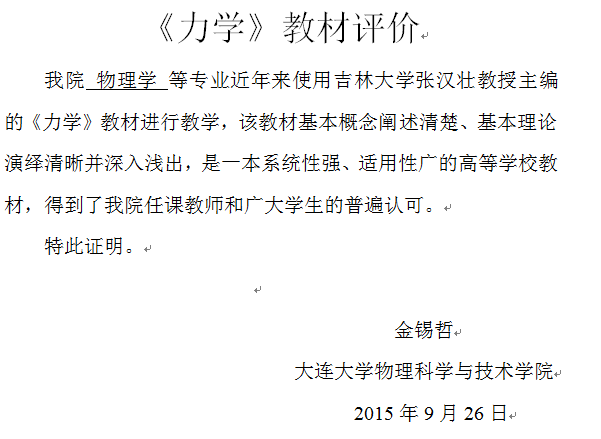 《力学》教材评价
我院 物理学 等专业近年来使用吉林大学张汉壮教授主编
的《力学》教材进行教学，该教材基本概念阐述清楚、基本理论
演绎清晰并深入浅出，是一本系统性强、适用性广的高等学校教
材，得到了我院任课教师和广大学生的普遍认可。
特此证明。
金锡哲
大连大学物理科学与技术学院
2015 年 9 月 26 日